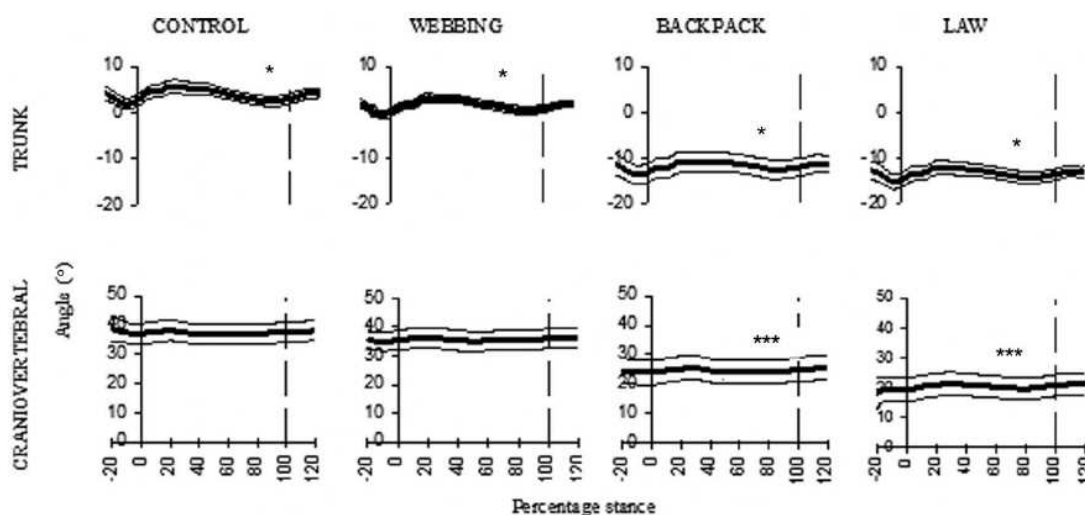 CONTROL WEBBING BACKPACK LAW
TRUNK
10 10 10 10
* * * *
0 0 0 0
-10 -10 -10 -10
-20 -20 -20 -20
CRANIOVERTEBRAL
Angle (°)
50 50 50 50
40 40 40 40
*** ***
30 30 30 30
20 20 20 20
10 10 10 10
0 0 0 0
-20 0 20 40 60 80 100 120 -20 0 20 40 60 80 100 120 -20 0 20 40 60 80 100 120 -20 0 20 40 60 80 100 120
Percentage stance